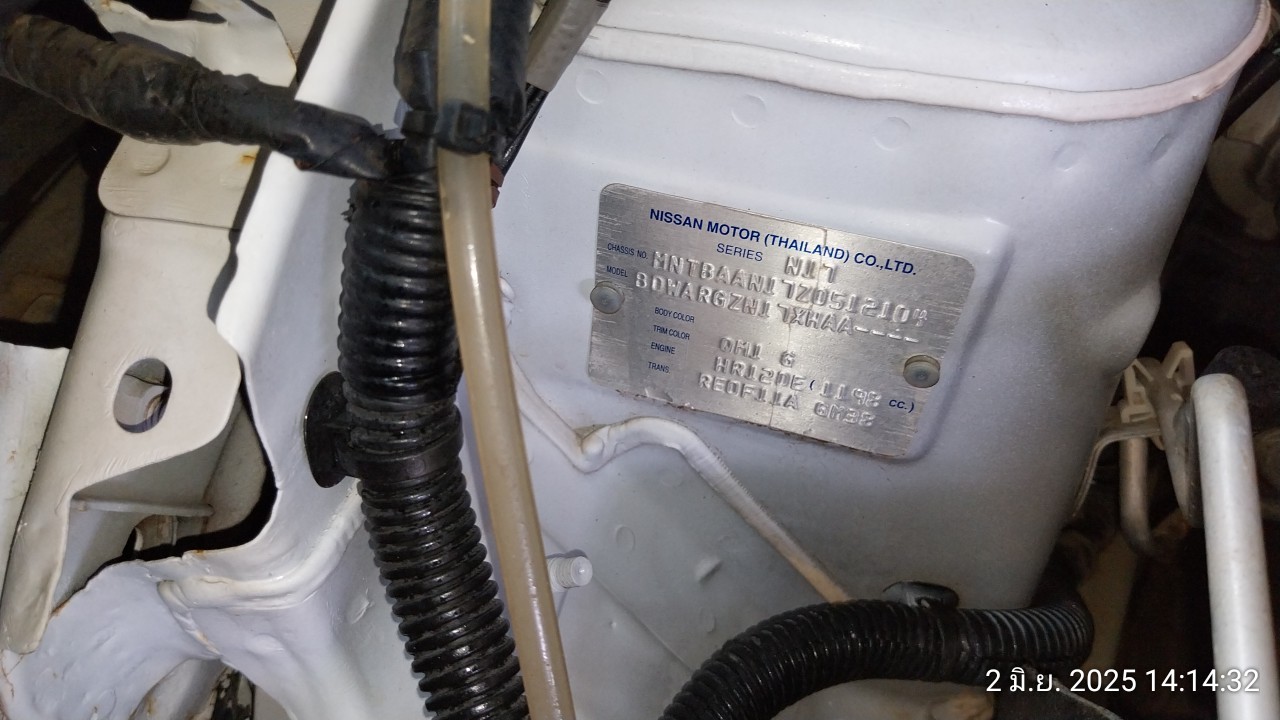 NISSAN MOTOR (THAILAND) CO.,LTD.
SERIES N17
CHASSIS NO. MNTBAAN17Z0512104
MODEL BDWARGZN17XHAA----
BODY COLOR
TRIM COLOR QM1 G
ENGINE HR12DE ( 1198 CC.)
TRANS. RE0F11A GM38
2 มิ.ย. 2025 14:14:32